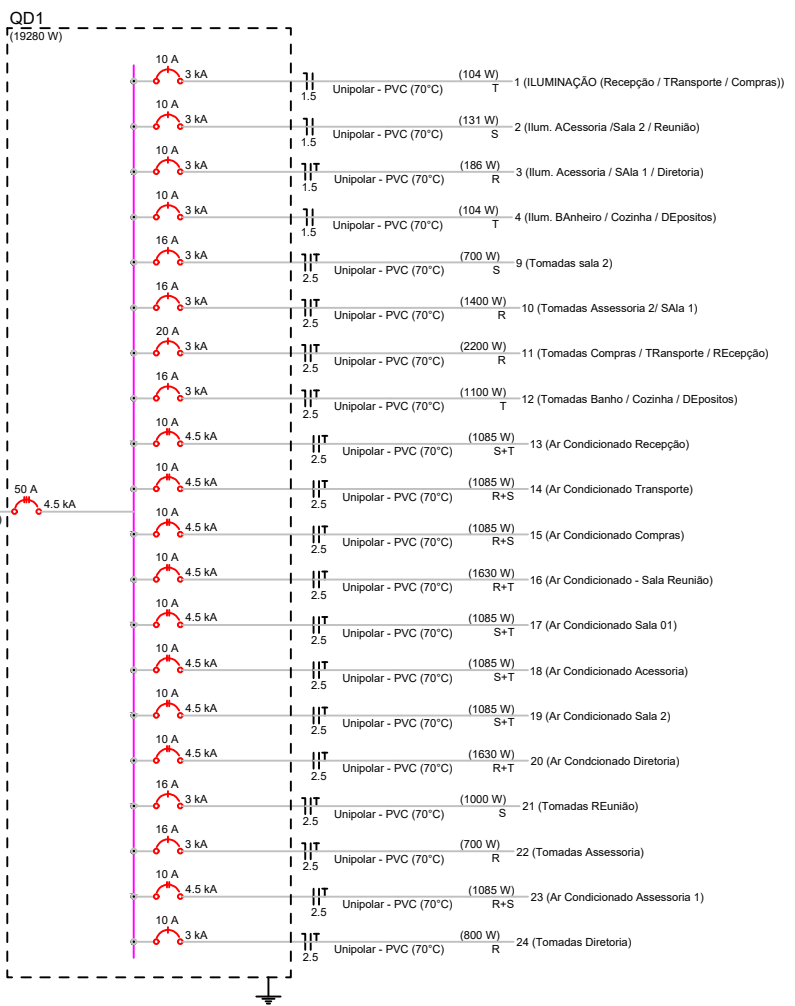 QD1
(19280 W)
10 A
3 kA
1.5
Unipolar - PVC (70°C)
(104 W)
T
1 (ILUMINAÇÃO (Recepção / TRansporte / Compras))
10 A
3 kA
1.5
Unipolar - PVC (70°C)
(131 W)
S
2 (Ilum. ACessoria /Sala 2 / Reunião)
10 A
3 kA
T
1.5
Unipolar - PVC (70°C)
(186 W)
R
3 (Ilum. Acessoria / SAla 1 / Diretoria)
10 A
3 kA
1.5
Unipolar - PVC (70°C)
(104 W)
T
4 (Ilum. BAnheiro / Cozinha / DEpositos)
16 A
3 kA
T
2.5
Unipolar - PVC (70°C)
(700 W)
S
9 (Tomadas sala 2)
16 A
3 kA
T
2.5
Unipolar - PVC (70°C)
(1400 W)
R
10 (Tomadas Assessoria 2/ SAla 1)
20 A
3 kA
T
2.5
Unipolar - PVC (70°C)
(2200 W)
R
11 (Tomadas Compras / TRansporte / REcepção)
16 A
3 kA
T
2.5
Unipolar - PVC (70°C)
(1100 W)
T
12 (Tomadas Banho / Cozinha / DEpositos)
10 A
4.5 kA
T
2.5
Unipolar - PVC (70°C)
(1085 W)
S+T
13 (Ar Condicionado Recepção)
10 A
4.5 kA
T
2.5
Unipolar - PVC (70°C)
(1085 W)
R+S
14 (Ar Condicionado Transporte)
50 A
4.5 kA
)
10 A
4.5 kA
T
2.5
Unipolar - PVC (70°C)
(1085 W)
R+S
15 (Ar Condicionado Compras)
10 A
4.5 kA
T
2.5
Unipolar - PVC (70°C)
(1630 W)
R+T
16 (Ar Condicionado - Sala Reunião)
10 A
4.5 kA
T
2.5
Unipolar - PVC (70°C)
(1085 W)
S+T
17 (Ar Condicionado Sala 01)
10 A
4.5 kA
T
2.5
Unipolar - PVC (70°C)
(1085 W)
S+T
18 (Ar Condicionado Acessoria)
10 A
4.5 kA
T
2.5
Unipolar - PVC (70°C)
(1085 W)
S+T
19 (Ar Condicionado Sala 2)
10 A
4.5 kA
T
2.5
Unipolar - PVC (70°C)
(1630 W)
R+T
20 (Ar Condcionado Diretoria)
16 A
3 kA
T
2.5
Unipolar - PVC (70°C)
(1000 W)
S
21 (Tomadas REunião)
16 A
3 kA
T
2.5
Unipolar - PVC (70°C)
(700 W)
R
22 (Tomadas Assessoria)
10 A
4.5 kA
T
2.5
Unipolar - PVC (70°C)
(1085 W)
R+S
23 (Ar Condicionado Assessoria 1)
10 A
3 kA
T
2.5
Unipolar - PVC (70°C)
(800 W)
R
24 (Tomadas Diretoria)